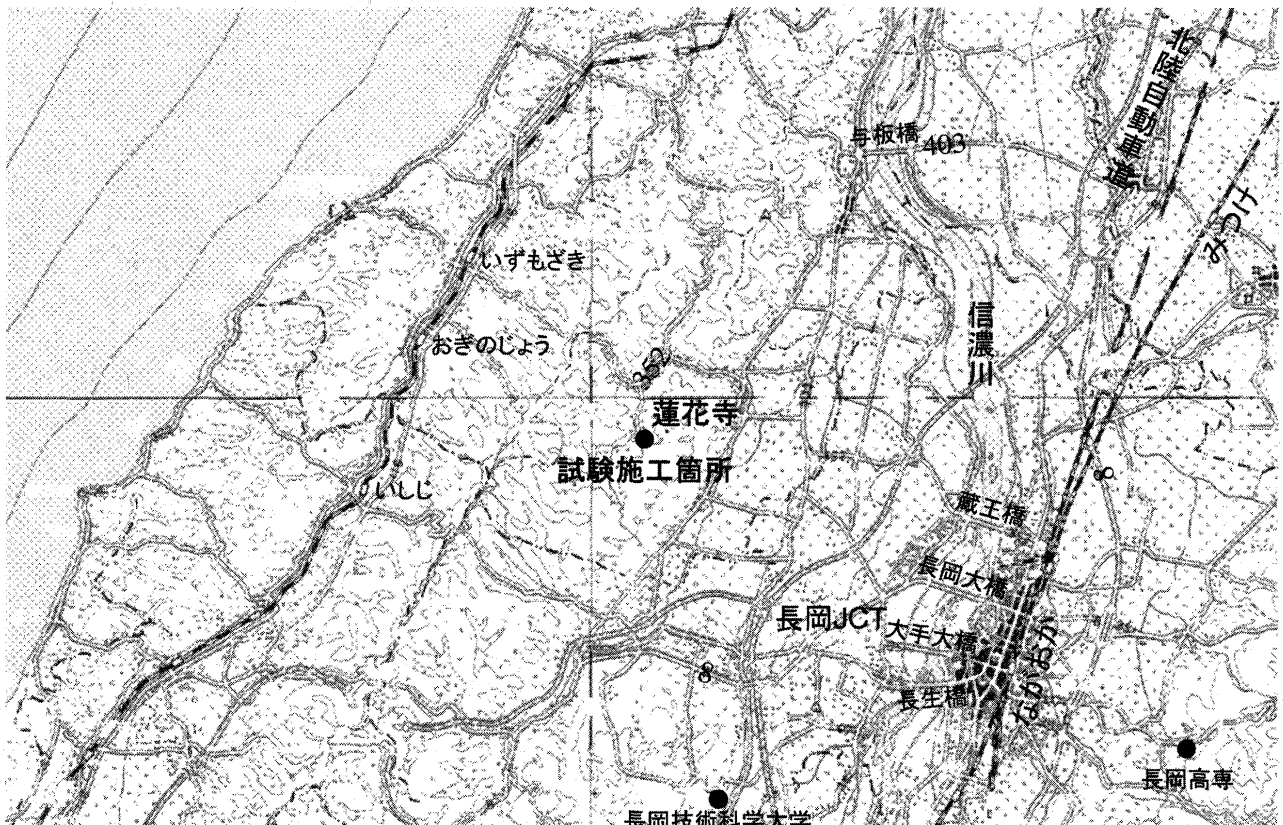 北陸自動車道
与板橋
403
みつけ
いずもざき
信濃川
おぎのじょう
352
蓮花寺
試験施工箇所
8
いしじ
蔵王橋
長岡大橋
長岡JCT
大手大橋
ながおか
8
長生橋
長岡高専
長岡技術科学大学